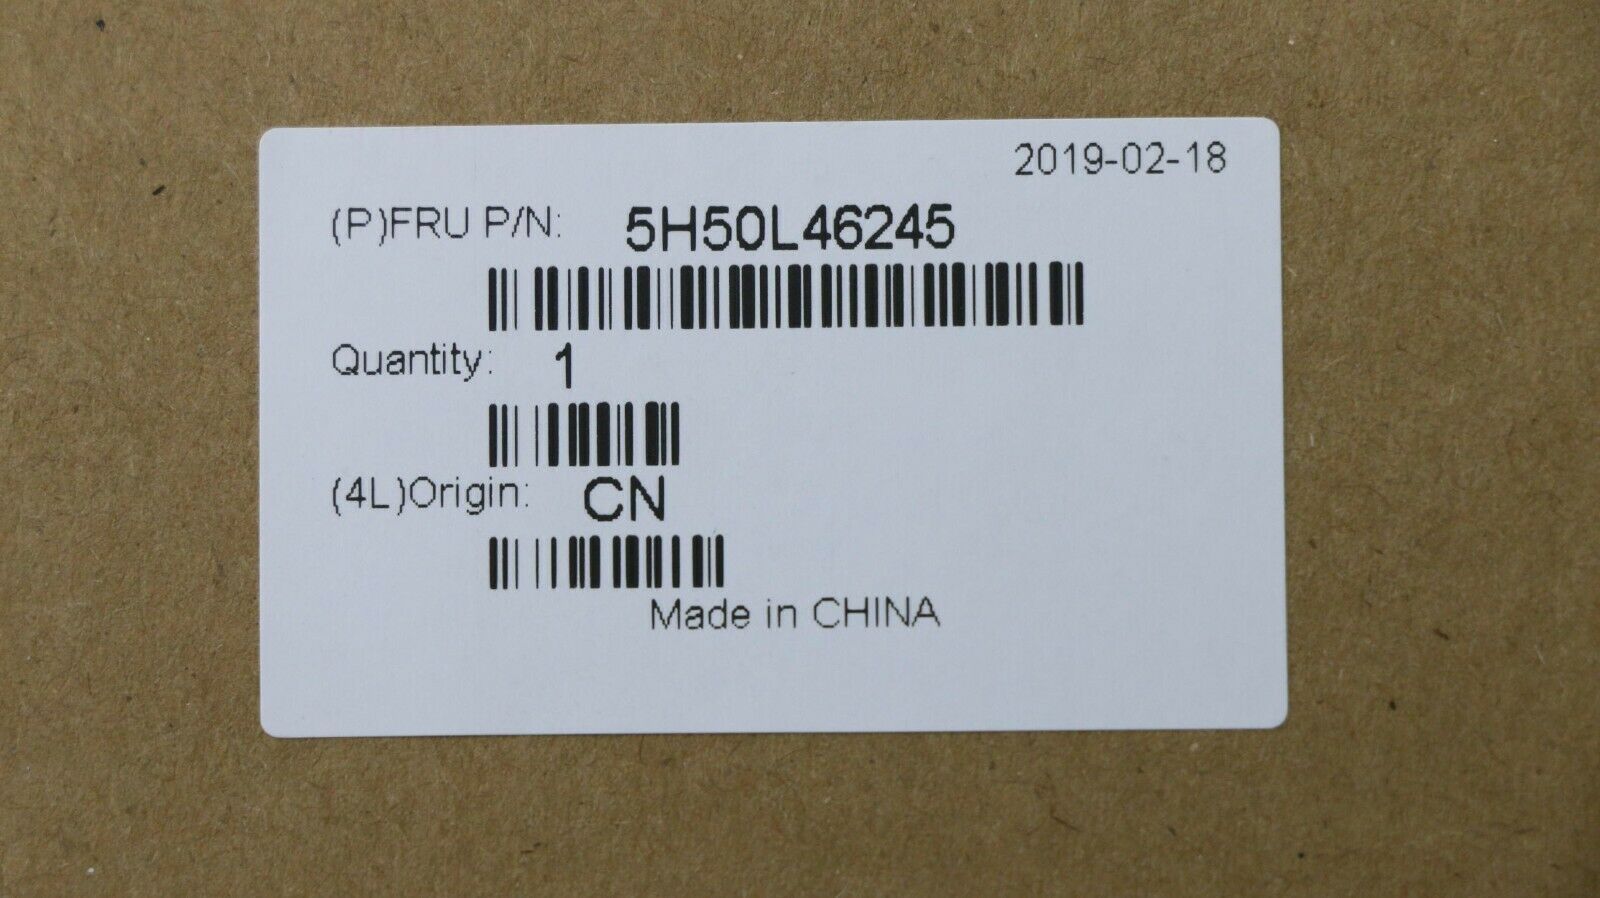 2019-02-18
(P)FRU P/N: 5H50L46245
Quantity: 1
(4L)Origin: CN
Made in CHINA